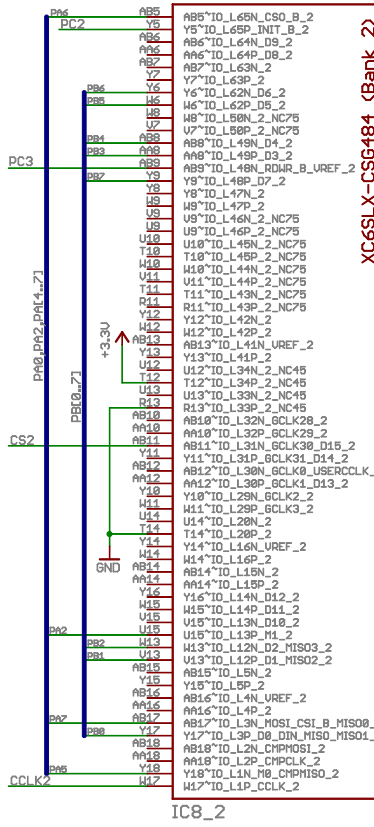 PA6 AB5 AB5~IO_L65N_CSO_B_2
PC2 Y5 Y5~IO_L65P_INIT_B_2
AB6 AB6~IO_L64N_D9_2
AA6 AA6~IO_L64P_D8_2
AB7 AB7~IO_L63N_2
Y7 Y7~IO_L63P_2
PB6 Y6 Y6~IO_L62N_D6_2
PB5 W6 W6~IO_L62P_D5_2
W8 W8~IO_L50N_2_NC75
V7 V7~IO_L50P_2_NC75
PB4 AB8 AB8~IO_L49N_D4_2
PB3 AA8 AA8~IO_L49P_D3_2
PC3 AB9 AB9~IO_L48N_RDWR_B_VREF_2
PB7 Y9 Y9~IO_L48P_D7_2
Y8 Y8~IO_L47N_2
W9 W9~IO_L47P_2
V9 V9~IO_L46N_2_NC75
U9 U9~IO_L46P_2_NC75
U10 U10~IO_L45N_2_NC75
T10 T10~IO_L45P_2_NC75
W10 W10~IO_L44N_2_NC75
V11 V11~IO_L44P_2_NC75
T11 T11~IO_L43N_2_NC75
R11 R11~IO_L43P_2_NC75
Y12 Y12~IO_L42N_2
W12 W12~IO_L42P_2
AB13 AB13~IO_L41N_VREF_2
Y13 Y13~IO_L41P_2
U12 U12~IO_L34N_2_NC45
T12 T12~IO_L34P_2_NC45
U13 U13~IO_L33N_2_NC45
R13 R13~IO_L33P_2_NC45
AB10 AB10~IO_L32N_GCLK28_2
AA10 AA10~IO_L32P_GCLK29_2
CS2 AB11 AB11~IO_L31N_GCLK30_D15_2
Y11 Y11~IO_L31P_GCLK31_D14_2
AB12 AB12~IO_L30N_GCLK0_USERCCLK_
AA12 AA12~IO_L30P_GCLK1_D13_2
Y10 Y10~IO_L29N_GCLK2_2
W11 W11~IO_L29P_GCLK3_2
U14 U14~IO_L20N_2
T14 T14~IO_L20P_2
Y14 Y14~IO_L16N_VREF_2
W14 W14~IO_L16P_2
AB14 AB14~IO_L15N_2
AA14 AA14~IO_L15P_2
Y16 Y16~IO_L14N_D12_2
W15 W15~IO_L14P_D11_2
V15 V15~IO_L13N_D10_2
PA2 U15 U15~IO_L13P_M1_2
PB2 W13 W13~IO_L12N_D2_MISO3_2
PB1 V13 V13~IO_L12P_D1_MISO2_2
AB15 AB15~IO_L5N_2
Y15 Y15~IO_L5P_2
AB16 AB16~IO_L4N_VREF_2
AA16 AA16~IO_L4P_2
PA7 AB17 AB17~IO_L3N_MOSI_CSI_B_MISO0_
PB0 Y17 Y17~IO_L3P_D0_DIN_MISO_MISO1_
AB18 AB18~IO_L2N_CMPMOSI_2
AA18 AA18~IO_L2P_CMPCLK_2
PA5 Y18 Y18~IO_L1N_M0_CMPMISO_2
CCLK2 W17 W17~IO_L1P_CCLK_2
PA0,PA2,PA[4..7]
PB[0..7]
+3.3V
GND
XC6SLX-CSG484 (Bank 2)
IC8_2